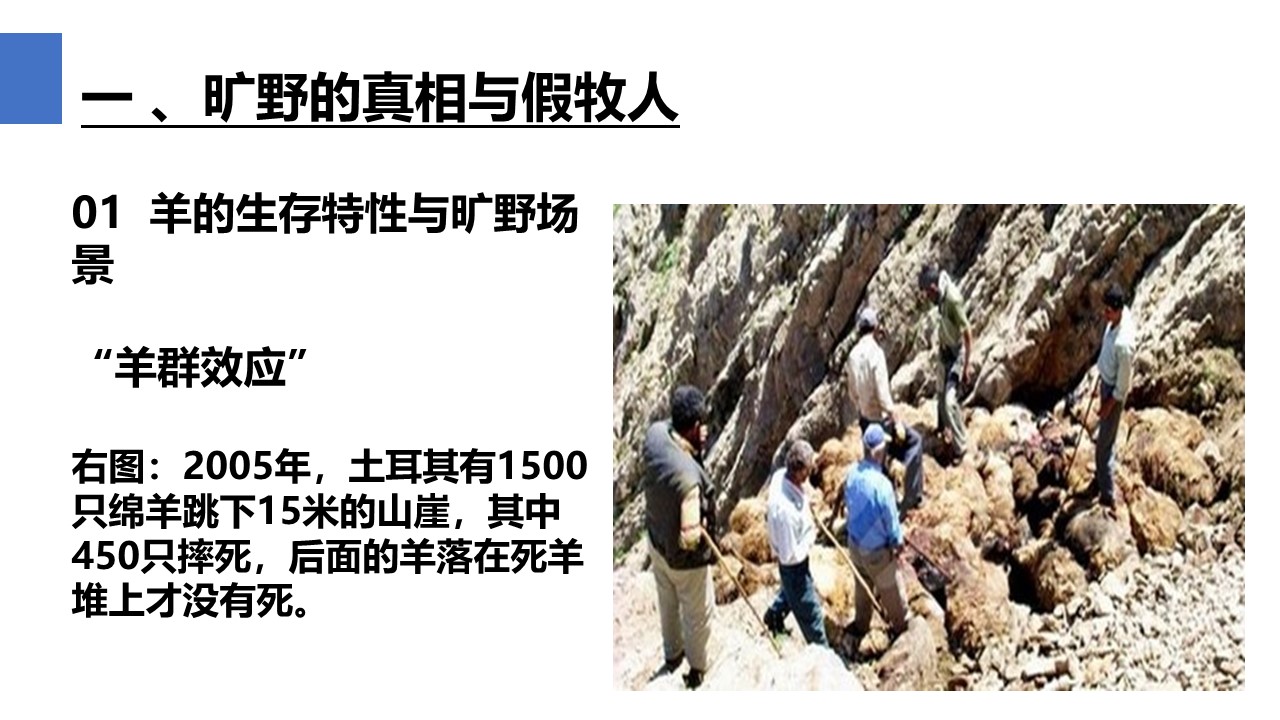 一 、旷野的真相与假牧人
01  羊的生存特性与旷野场
景
“羊群效应”
右图：2005年，土耳其有1500
只绵羊跳下15米的山崖，其中
450只摔死，后面的羊落在死羊
堆上才没有死。